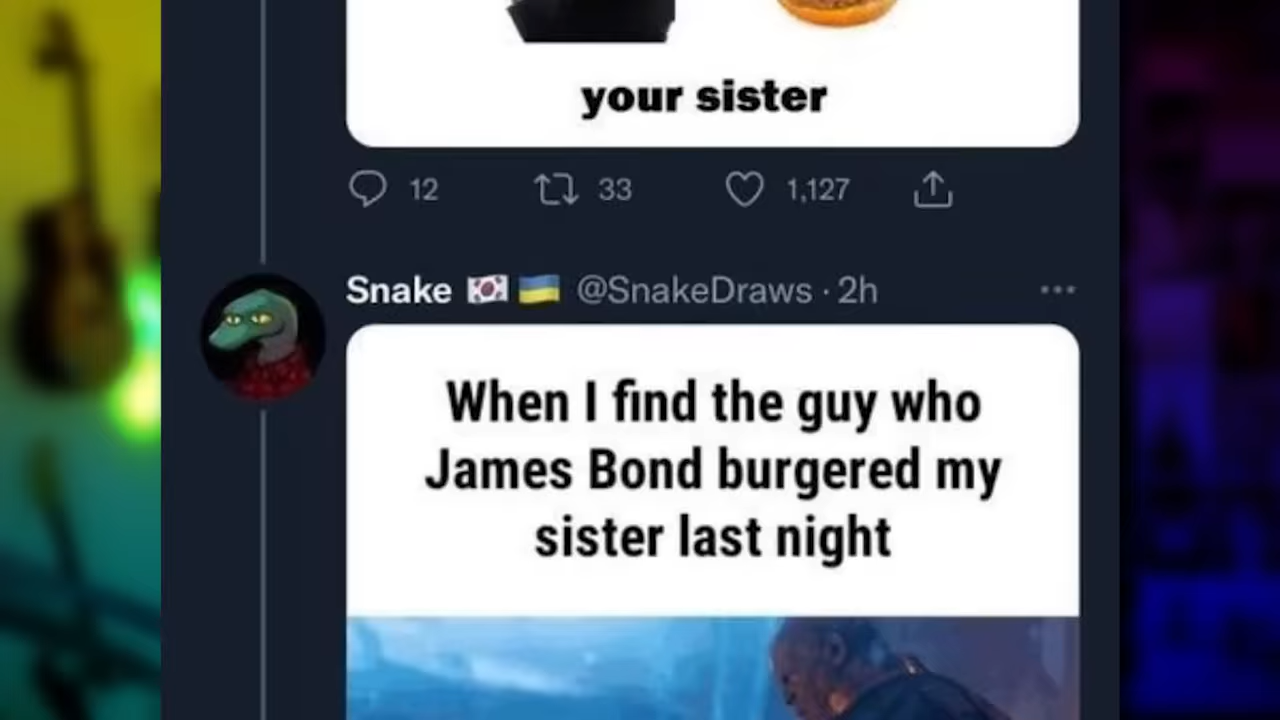 your sister
12 33 1,127
Snake 🇰🇷🇺🇦 @SnakeDraws · 2h
When I find the guy who
James Bond burgered my
sister last night